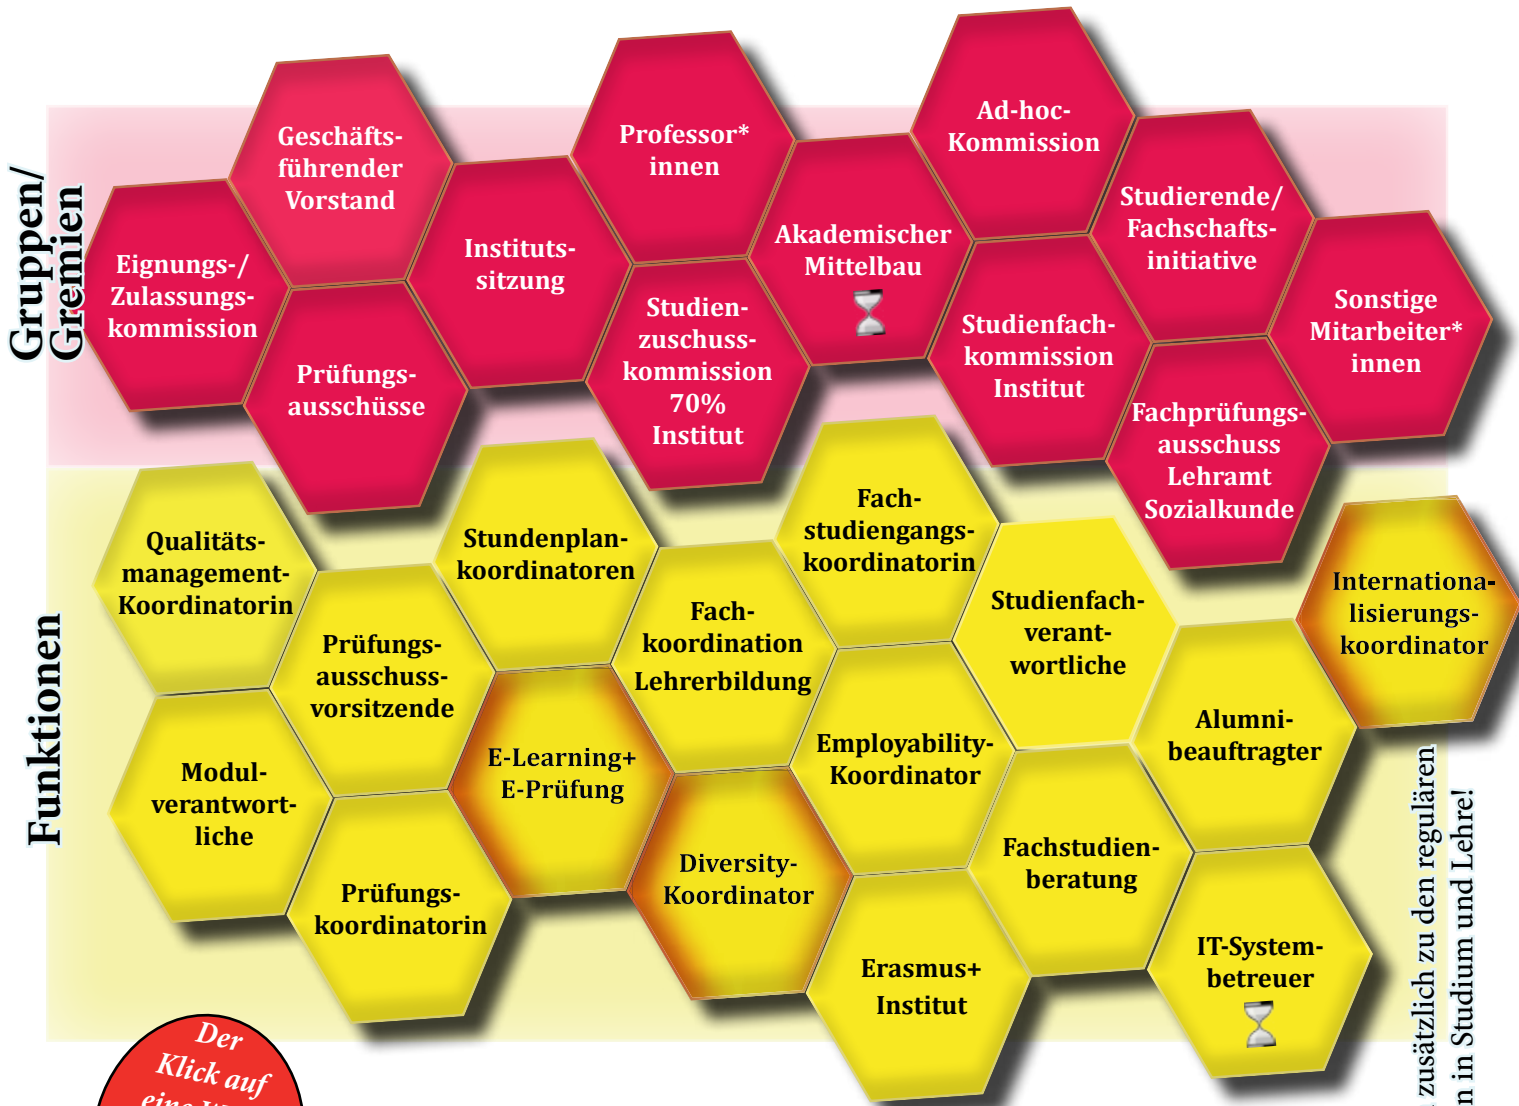 Gruppen/
Gremien
Eignungs-/
Zulassungs-
kommission
Geschäfts-
führender
Vorstand
Prüfungs-
ausschüsse
Instituts-
sitzung
Professor*
innen
Studien-
zuschuss-
kommission
70%
Institut
Akademischer
Mittelbau
Ad-hoc-
Kommission
Studienfach-
kommission
Institut
Studierende/
Fachschafts-
initiative
Fachprüfungs-
ausschuss
Lehramt
Sozialkunde
Sonstige
Mitarbeiter*
innen
Funktionen
Qualitäts-
management-
Koordinatorin
Modul-
verantwort-
liche
Prüfungs-
ausschuss-
vorsitzende
Prüfungs-
koordinatorin
Stundenplan-
koordinatoren
E-Learning+
E-Prüfung
Fach-
koordination
Lehrerbildung
Diversity-
Koordinator
Fach-
studiengangs-
koordinatorin
Employability-
Koordinator
Erasmus+
Institut
Studienfach-
verant-
wortliche
Fachstudien-
beratung
Alumni-
beauftragter
IT-System-
betreuer
Internationa-
lisierungs-
koordinator
zusätzlich zu den regulären
in Studium und Lehre!
Der
Klick auf
eine